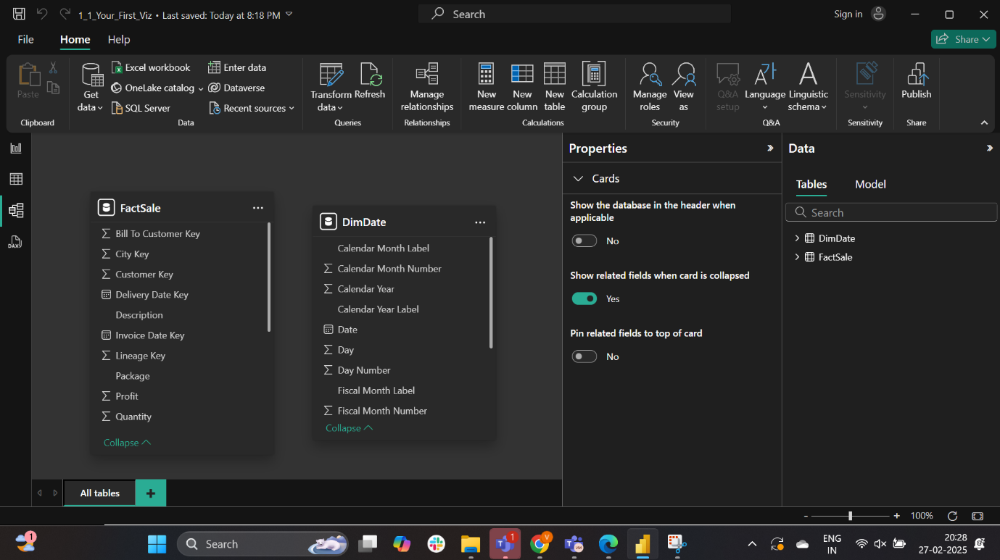 1_1_Your_First_Viz • Last saved: Today at 8:18 PM
Search
Sign in
File
Home
Help
Share
Paste
Clipboard
Get data
Excel workbook
OneLake catalog
SQL Server
Enter data
Dataverse
Recent sources
Data
Transform data
Refresh
Queries
Manage relationships
Relationships
New measure
New column
New table
Calculation group
Calculations
Manage roles
View as
Security
Q&A setup
Language
Linguistic schema
Q&A
Sensitivity
Sensitivity
Publish
Share
DAX
FactSale
Bill To Customer Key
City Key
Customer Key
Delivery Date Key
Description
Invoice Date Key
Lineage Key
Package
Profit
Quantity
Collapse
DimDate
Calendar Month Label
Calendar Month Number
Calendar Year
Calendar Year Label
Date
Day
Day Number
Fiscal Month Label
Fiscal Month Number
Collapse
Properties
Cards
Show the database in the header when
applicable
No
Show related fields when card is collapsed
Yes
Pin related fields to top of card
No
Data
Tables
Model
Search
DimDate
FactSale
All tables
+
- + 100%
1
Search
1
V
ENG
IN
20:28
27-02-2025